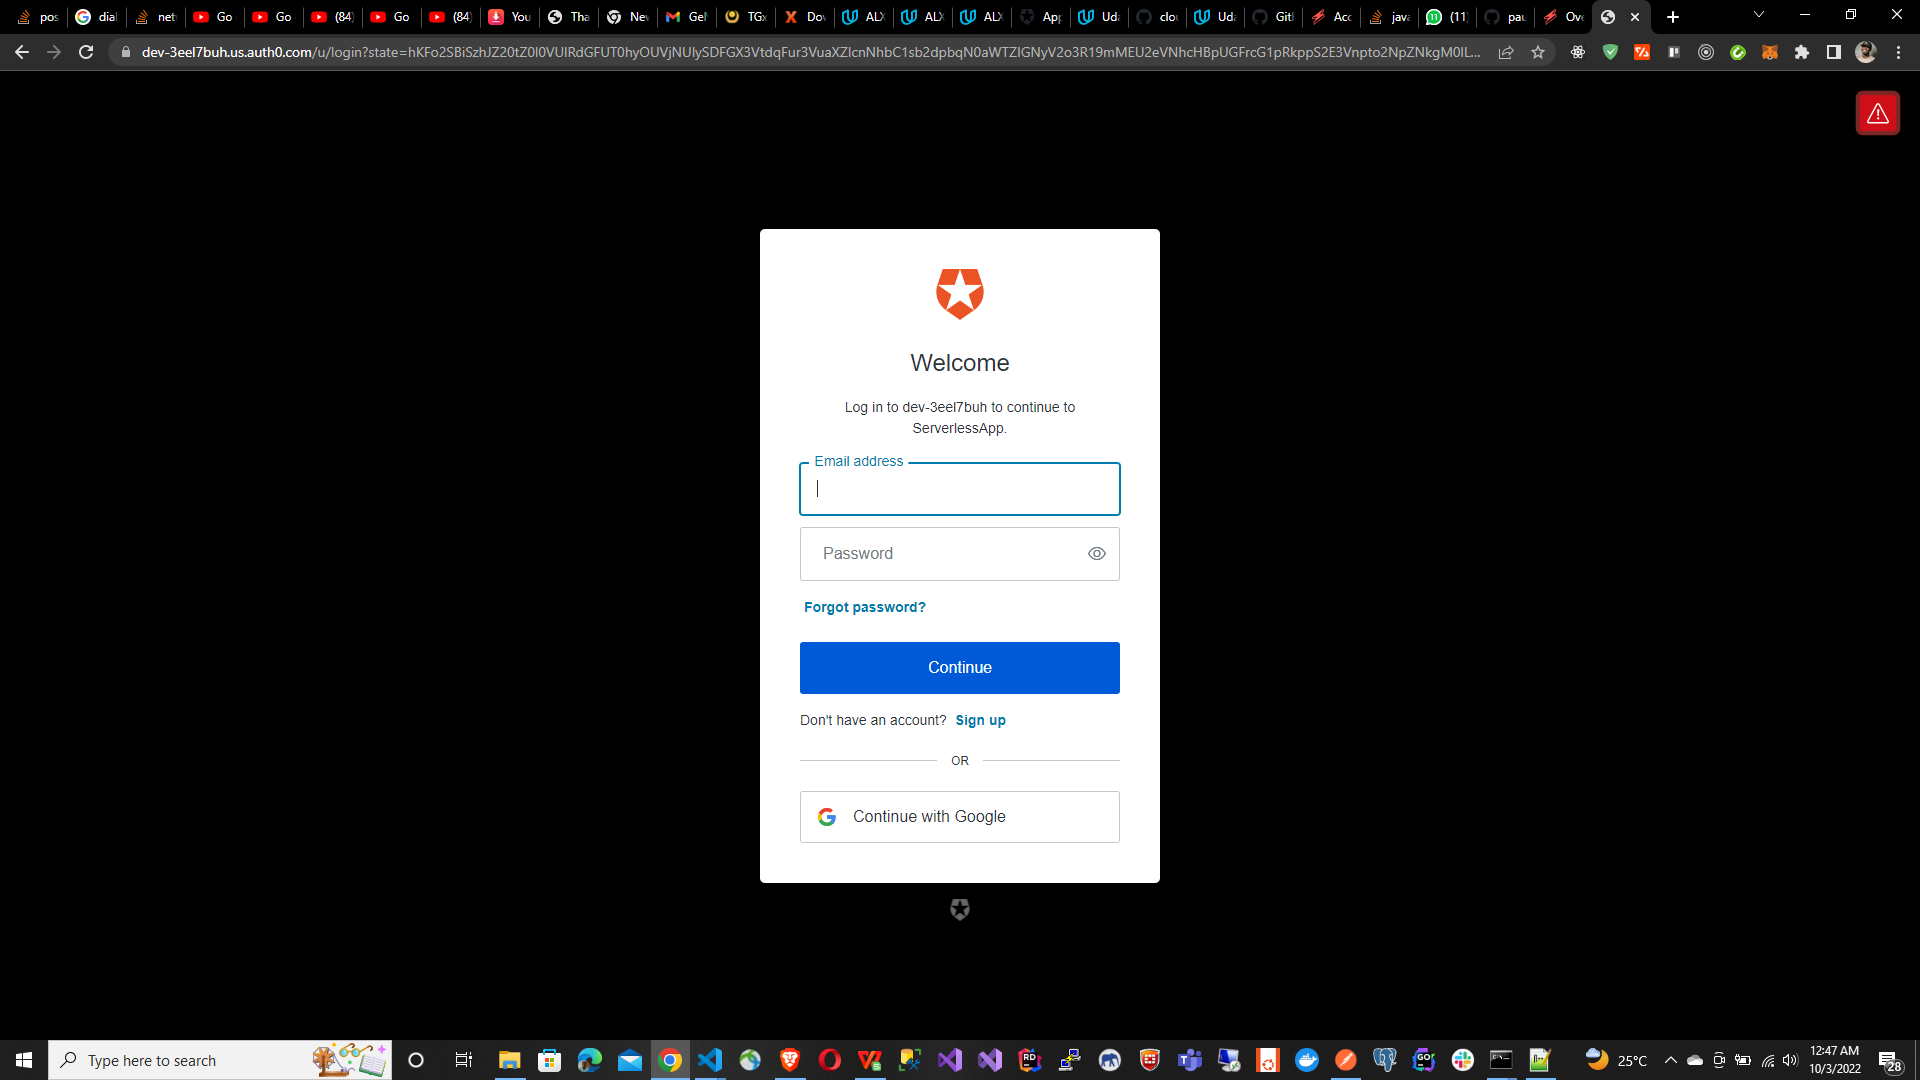 pos
dial
net
Go
Go
(84)
Go
(84)
You
Tha
Nev
Gel
TGx
Dov
ALX
ALX
ALX
App
Uda
clou
Uda
Gitl
Acc
java
(11)
pau
Ove
dev-3eel7buh.us.auth0.com/u/login?state=
Welcome
Log in to dev-3eel7buh to continue to
ServerlessApp.
Email address
Password
Forgot password?
Continue
Don't have an account? Sign up
OR
Continue with Google
Type here to search
25°C
12:47 AM
10/3/2022
28